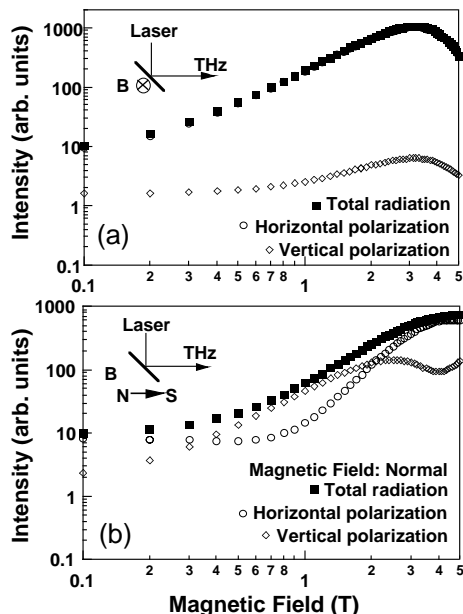 Laser
THz
B
(a)
Total radiation
Horizontal polarization
Vertical polarization
Intensity (arb. units)
1000
100
10
1
0.1
0.1 2 3 4 5 6 7 8 1 2 3 4 5
Laser
THz
B
N S
(b)
Magnetic Field: Normal
Total radiation
Horizontal polarization
Vertical polarization
Intensity (arb. units)
1000
100
10
1
0.1
0.1 2 3 4 5 6 7 8 1 2 3 4 5
Magnetic Field (T)